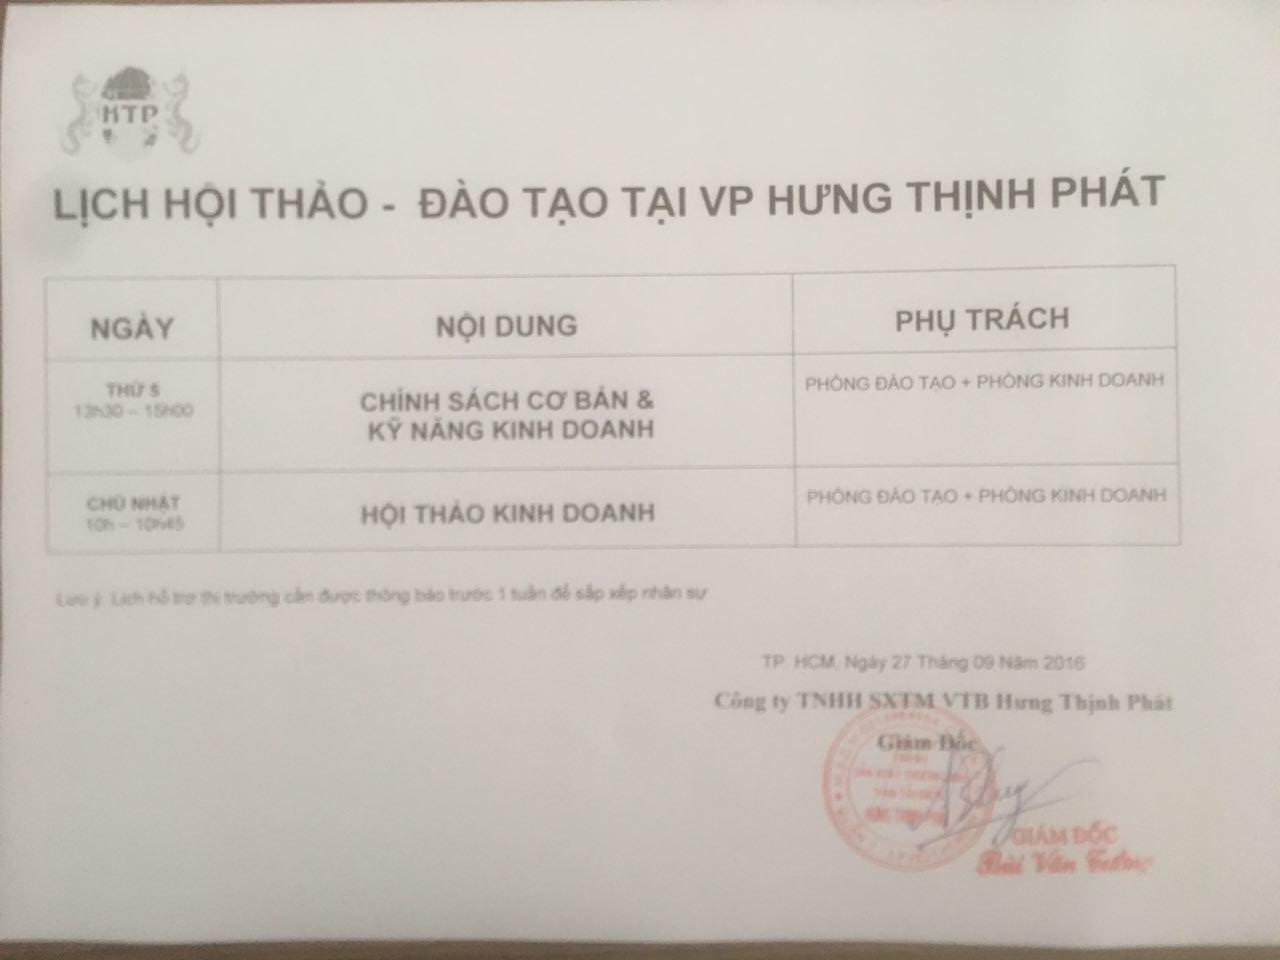 HTP
LỊCH HỘI THẢO - ĐÀO TẠO TẠI VP HƯNG THỊNH PHÁT
NGÀY
NỘI DUNG
PHỤ TRÁCH
THỨ 5
13h30 – 15h00
CHÍNH SÁCH CƠ BẢN &
KỸ NĂNG KINH DOANH
PHÒNG ĐÀO TẠO + PHÒNG KINH DOANH
CHỦ NHẬT
10h – 10h45
HỘI THẢO KINH DOANH
PHÒNG ĐÀO TẠO + PHÒNG KINH DOANH
Lưu ý: Lịch hỗ trợ thị trường cần được thông báo trước 1 tuần để sắp xếp nhân sự
TP. HCM, Ngày 27 Tháng 09 Năm 2016
Công ty TNHH SXTM VTB Hưng Thịnh Phát
Giám Đốc
HƯNG THỊNH PHÁT
GIÁM ĐỐC
Văn